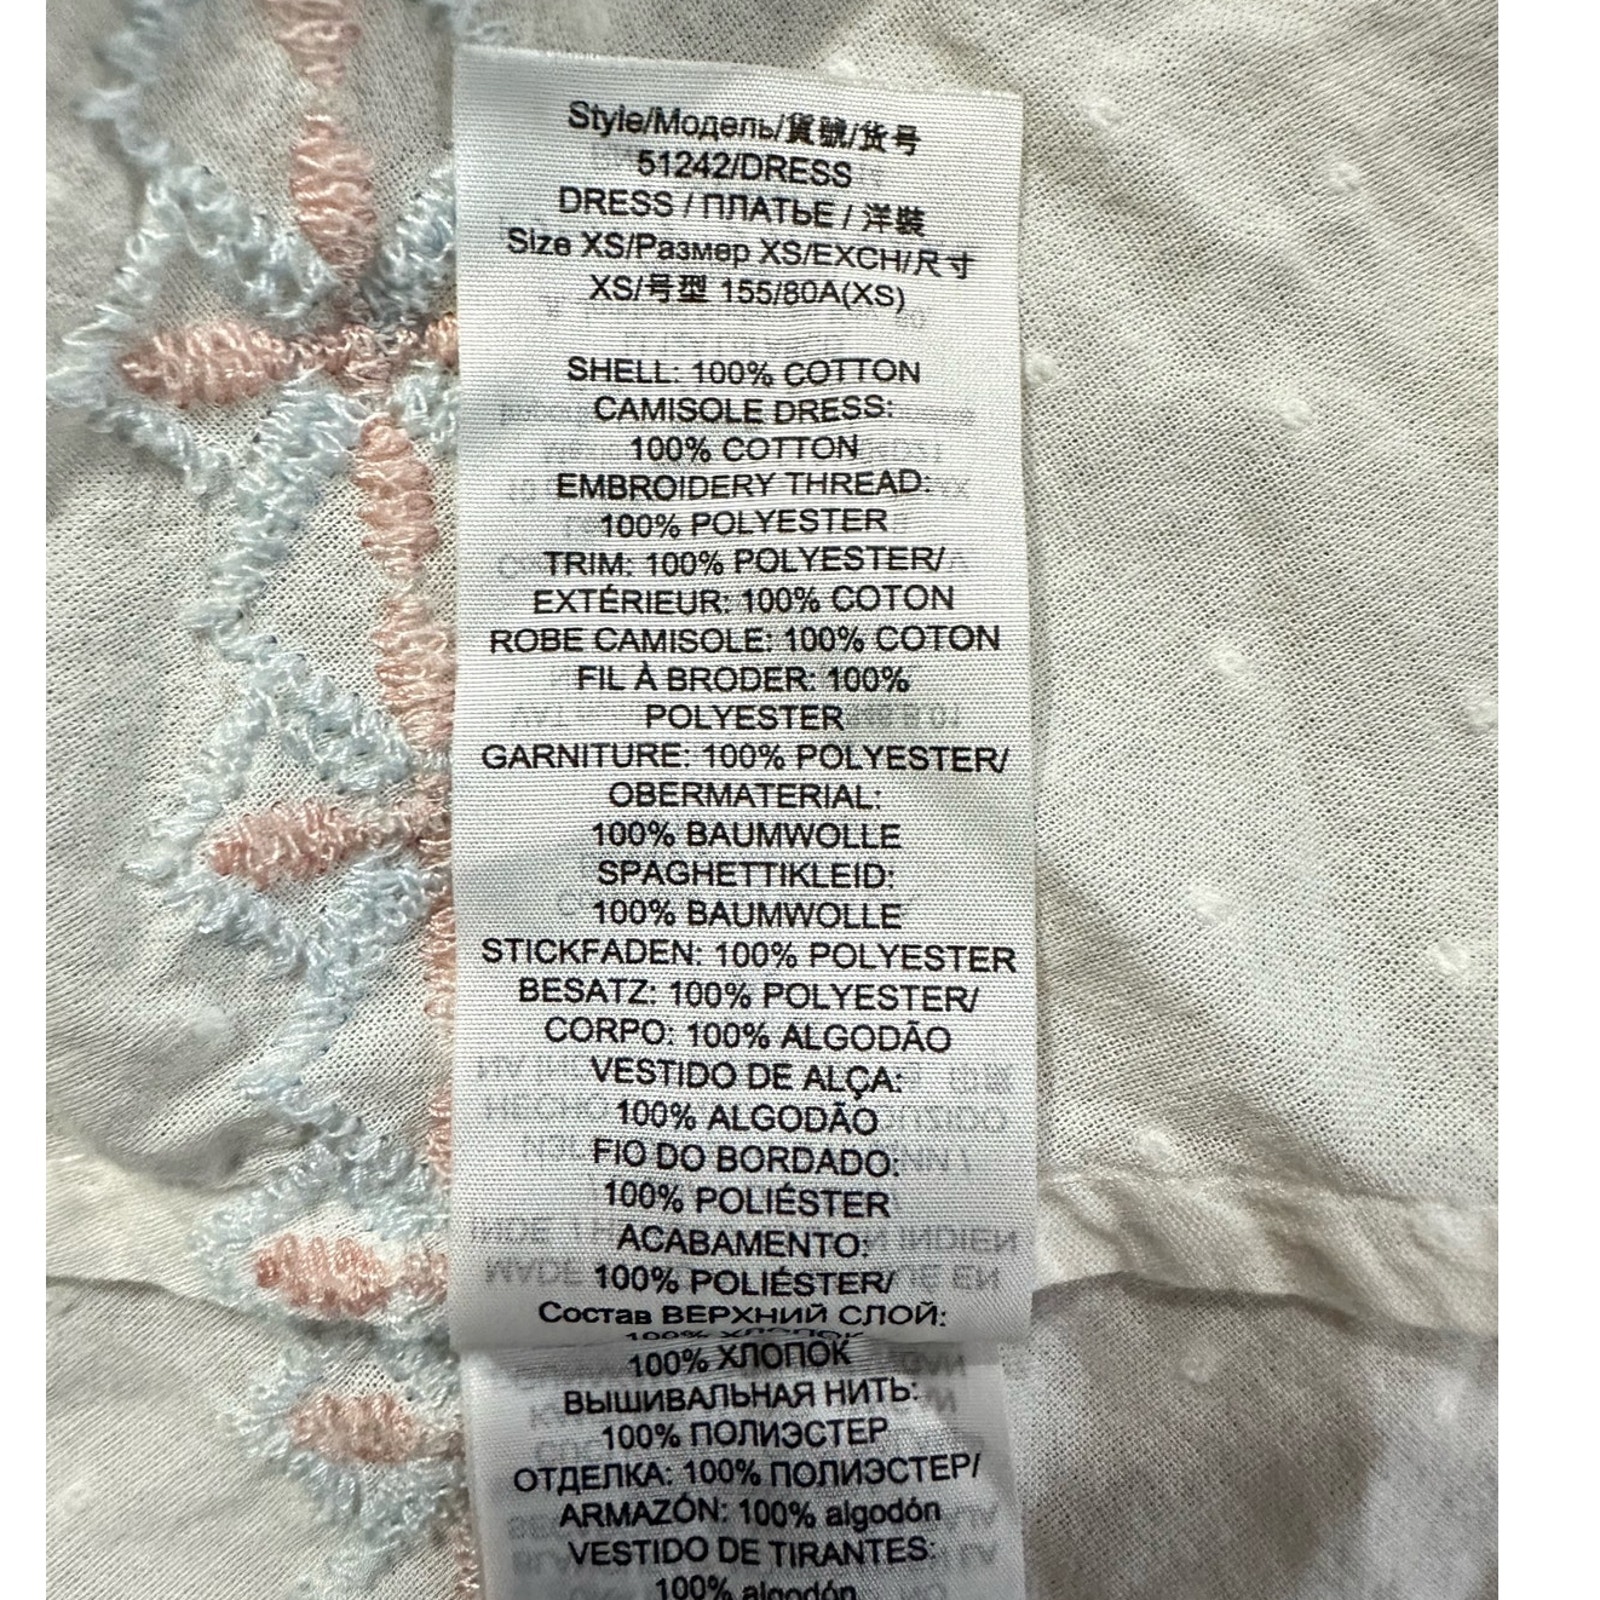 Style/Модель/貨號/货号
51242/DRESS
DRESS / ПЛАТЬЕ / 洋裝
Size XS/Размер XS/EXCH/尺寸
XS/号型 155/80A(XS)
SHELL: 100% COTTON
CAMISOLE DRESS:
100% COTTON
EMBROIDERY THREAD:
100% POLYESTER
TRIM: 100% POLYESTER/
EXTÉRIEUR: 100% COTON
ROBE CAMISOLE: 100% COTON
FIL À BRODER: 100%
POLYESTER
GARNITURE: 100% POLYESTER/
OBERMATERIAL:
100% BAUMWOLLE
SPAGHETTIKLEID:
100% BAUMWOLLE
STICKFADEN: 100% POLYESTER
BESATZ: 100% POLYESTER/
CORPO: 100% ALGODÃO
VESTIDO DE ALÇA:
100% ALGODÃO
FIO DO BORDADO:
100% POLIÉSTER
ACABAMENTO:
100% POLIÉSTER/
Состав ВЕРХНИЙ СЛОЙ:
100% ХЛОПОК
100% ХЛОПОК
ВЫШИВАЛЬНАЯ НИТЬ:
100% ПОЛИЭСТЕР
ОТДЕЛКА: 100% ПОЛИЭСТЕР/
ARMAZÓN: 100% algodón
VESTIDO DE TIRANTES:
100% algodón